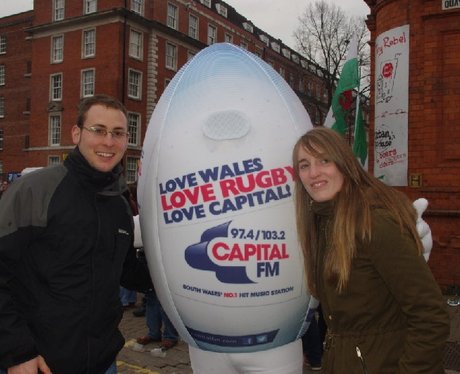 QUAY
Rebel
LOVE WALES
LOVE RUGBY
LOVE CAPITAL!
97.4/103.2
CAPITAL
FM
SOUTH WALES' NO.1 HIT MUSIC STATION